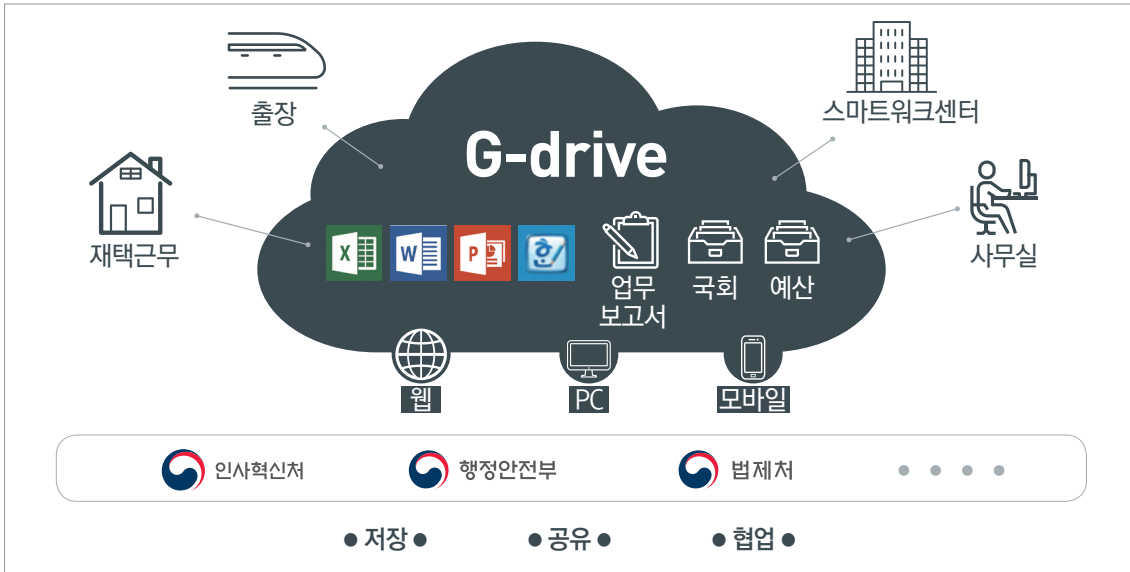 출장
스마트워크센터
G-drive
재택근무
사무실
X
W
P
한
업무
보고서
국회
예산
웹
PC
모바일
인사혁신처
행정안전부
법제처
● 저장 ●
● 공유 ●
● 협업 ●